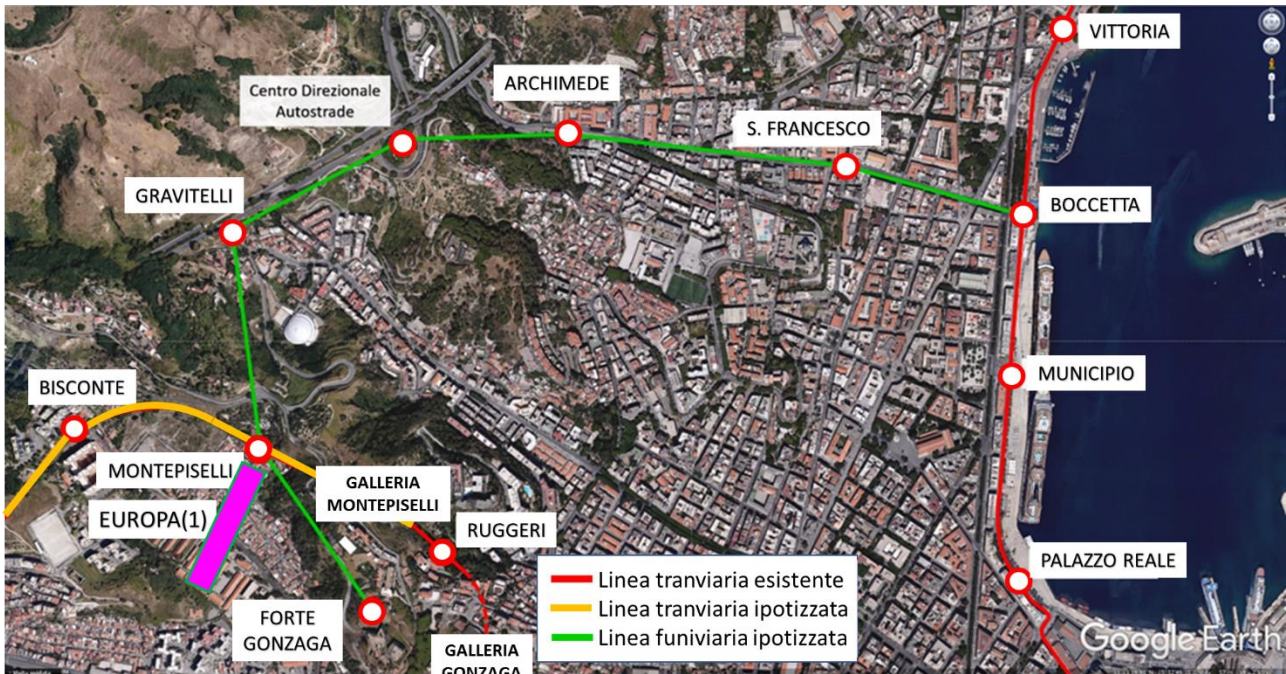 VITTORIA
ARCHIMEDE
Centro Direzionale
Autostrade
S. FRANCESCO
GRAVITELLI
BOCCETTA
BISCONTE
MUNICIPIO
MONTEPISELLI
GALLERIA
MONTEPISELLI
EUROPA(1)
RUGGERI
PALAZZO REALE
Linea tranviaria esistente
Linea tranviaria ipotizzata
Linea funiviaria ipotizzata
FORTE
GONZAGA
GALLERIA
GONZAGA
Google Earth